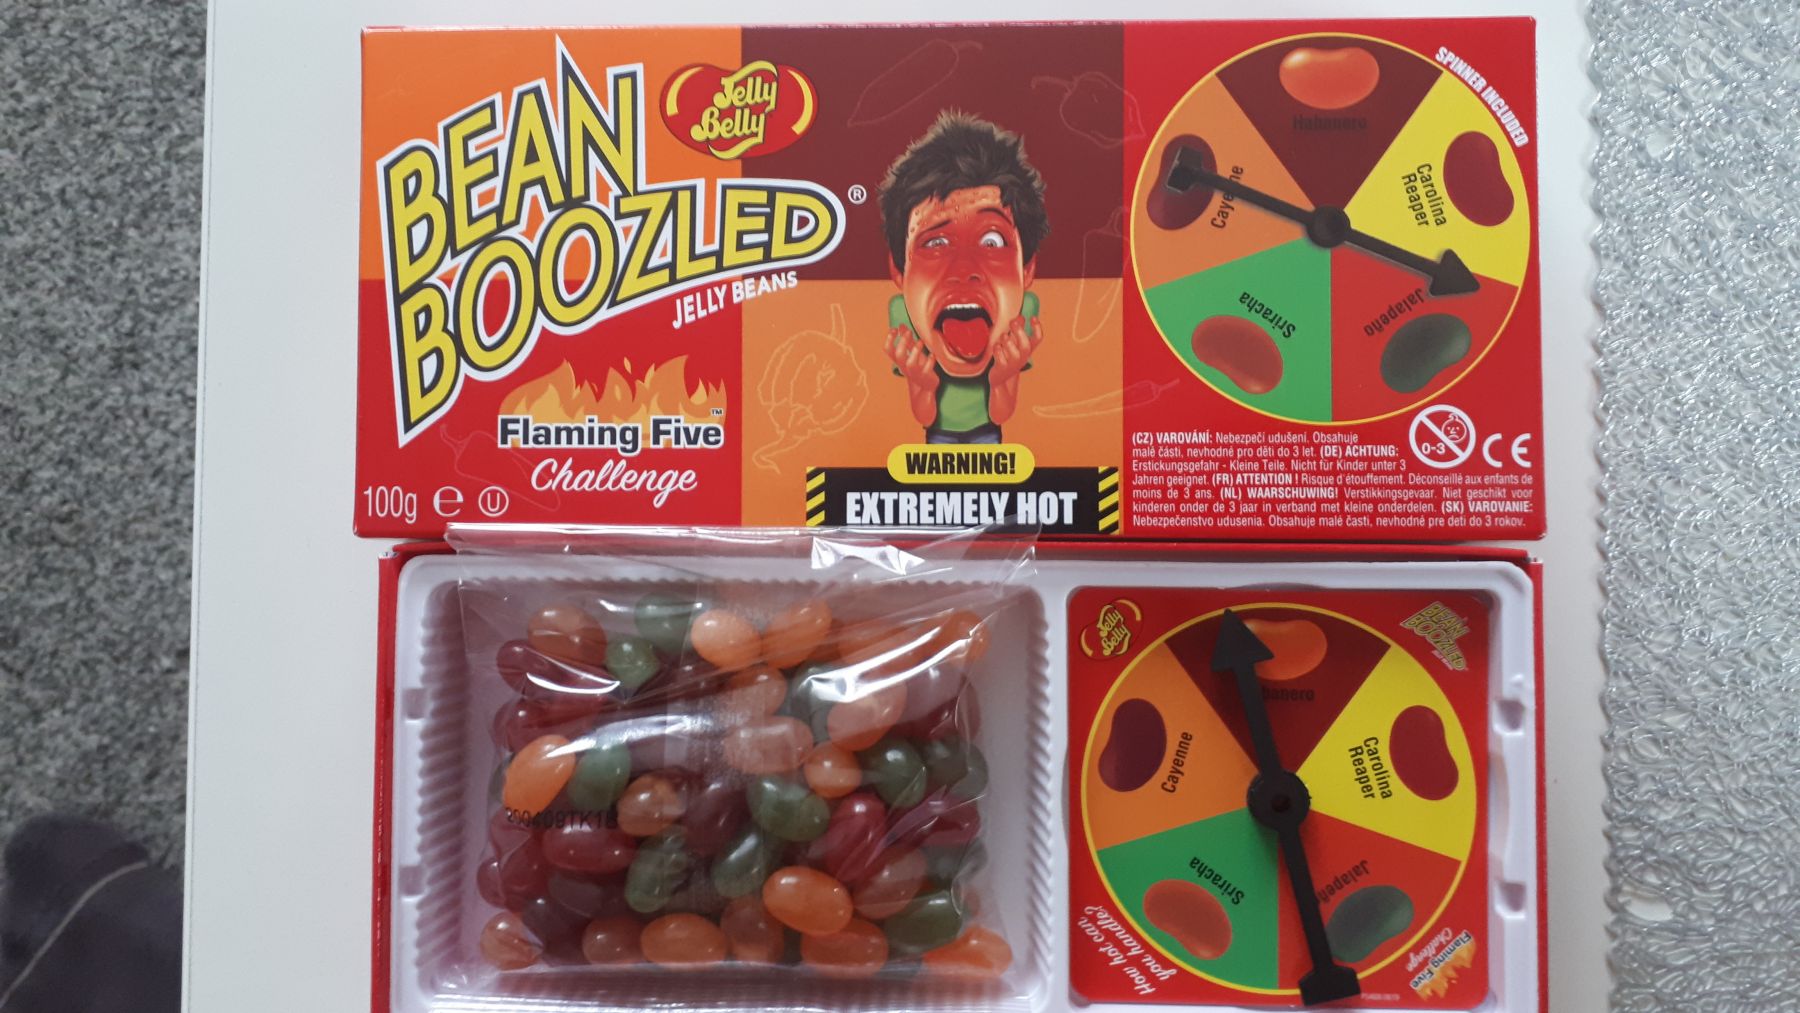 BEAN
BOOZLED®
JELLY BEANS
Jelly
Belly
Flaming Five™
Challenge
100g e U
WARNING!
EXTREMELY HOT
SPINNER INCLUDED
Habanero
Carolina
Reaper
Cayenne
Sriracha
Jalapeño
0-3
CE
(CZ) VAROVÁNÍ: Nebezpečí udušení. Obsahuje
malé části, nevhodné pro děti do 3 let. (DE) ACHTUNG:
Erstickungsgefahr - Kleine Teile. Nicht für Kinder unter 3
Jahren geeignet. (FR) ATTENTION ! Risque d'étouffement. Déconseillé aux enfants de
moins de 3 ans. (NL) WAARSCHUWING! Verstikkingsgevaar. Niet geschikt voor
kinderen onder de 3 jaar in verband met kleine onderdelen. (SK) VAROVANIE:
Nebezpečenstvo udusenia. Obsahuje malé časti, nevhodné pre deti do 3 rokov.
200409TK1
Jelly
Belly
BEAN
BOOZLED
Habanero
Carolina
Reaper
Cayenne
Sriracha
Jalapeño
How hot can
you handle?
Flaming Five
Challenge